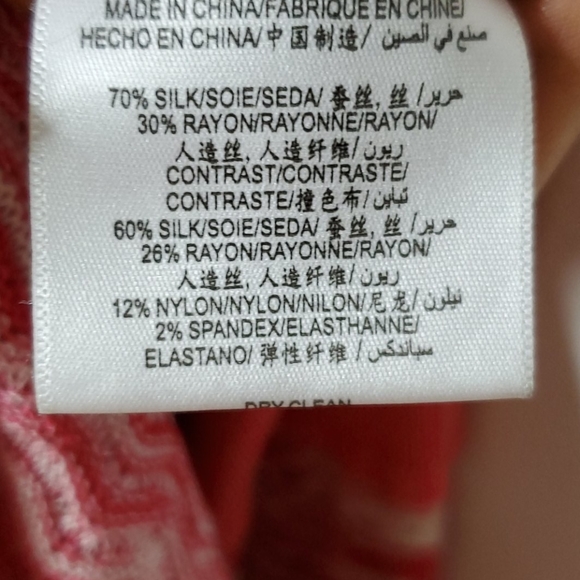 MADE IN CHINA/FABRIQUE EN CHINE/
HECHO EN CHINA/中国制造/ صنع في الصين
70% SILK/SOIE/SEDA/ 蚕丝, 丝 /حرير
30% RAYON/RAYONNE/RAYON/
人造丝, 人造纤维/ريون
CONTRAST/CONTRASTE/
CONTRASTE/撞色布/تباين
60% SILK/SOIE/SEDA/ 蚕丝, 丝 /حرير
26% RAYON/RAYONNE/RAYON/
人造丝, 人造纤维/ريون
12% NYLON/NYLON/NILON/尼龙/نيلون
2% SPANDEX/ELASTHANNE/
ELASTANO/ 弹性纤维 /سباندكس
DRY CLEAN